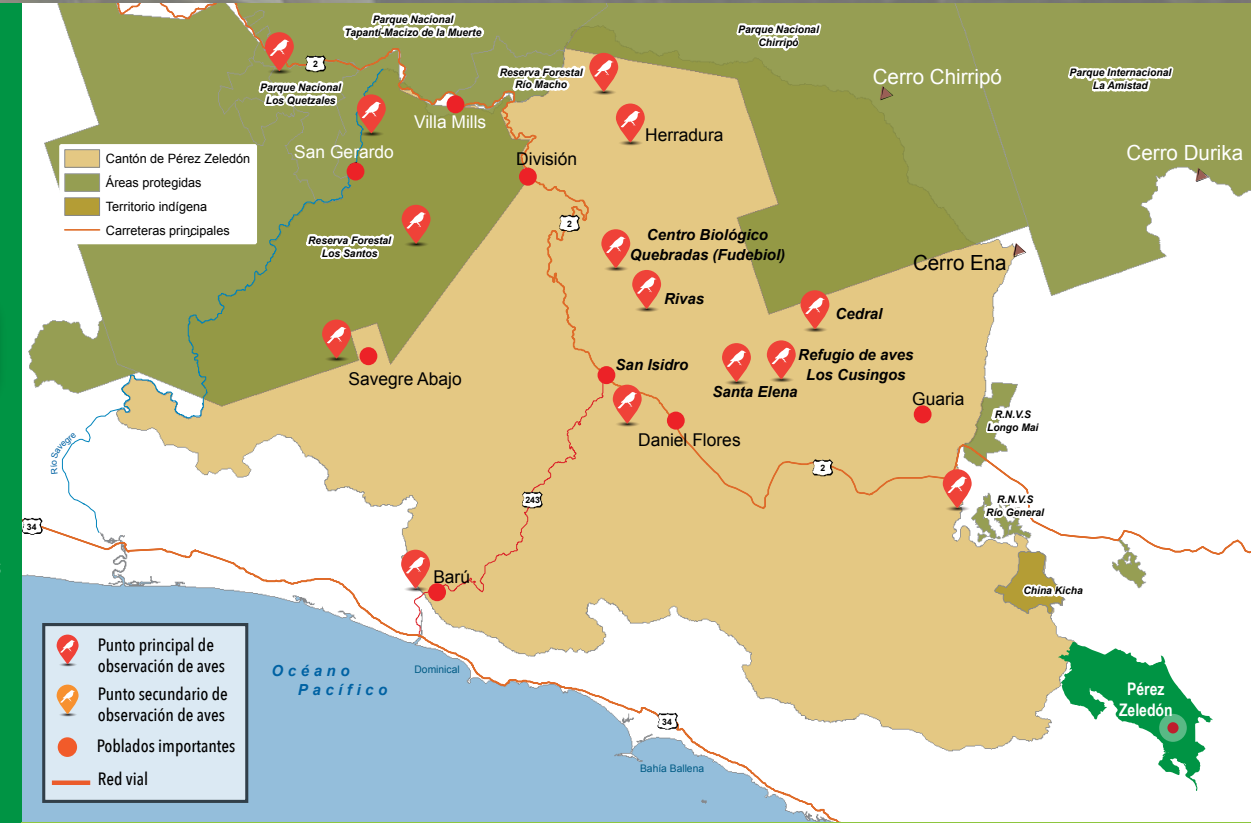 Parque Nacional
Tapantí-Macizo de la Muerte
Parque Nacional
Chirripó
2
Reserva Forestal
Río Macho
Cerro Chirripó
Parque Internacional
La Amistad
Parque Nacional
Los Quetzales
Villa Mills
Herradura
San Gerardo
División
Cerro Durika
Cantón de Pérez Zeledón
Áreas protegidas
Territorio indígena
Carreteras principales
2
Reserva Forestal
Los Santos
Centro Biológico
Quebradas (Fudebiol)
Cerro Ena
Rivas
Cedral
San Isidro
Refugio de aves
Los Cusingos
Savegre Abajo
Santa Elena
Guaria
R.N.V.S
Longo Mai
Daniel Flores
Río Savegre
2
243
R.N.V.S
Río General
34
Barú
China Kicha
Punto principal de
observación de aves
Punto secundario de
observación de aves
Poblados importantes
Red vial
Océano
Pacífico
Dominical
34
Bahía Ballena
Pérez
Zeledón